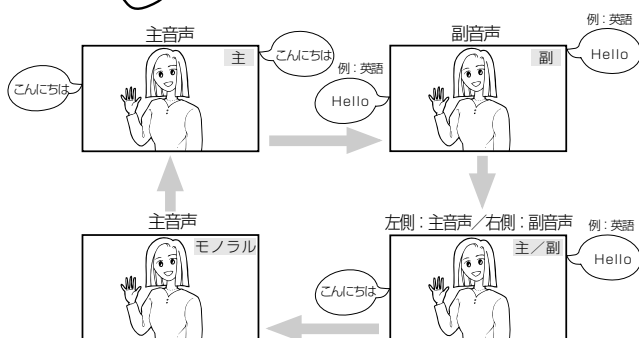 主音声
主
こんにちは
こんにちは
副音声
副
例：英語
Hello
例：英語
Hello
主音声
モノラル
左側：主音声／右側：副音声
主／副
こんにちは
例：英語
Hello